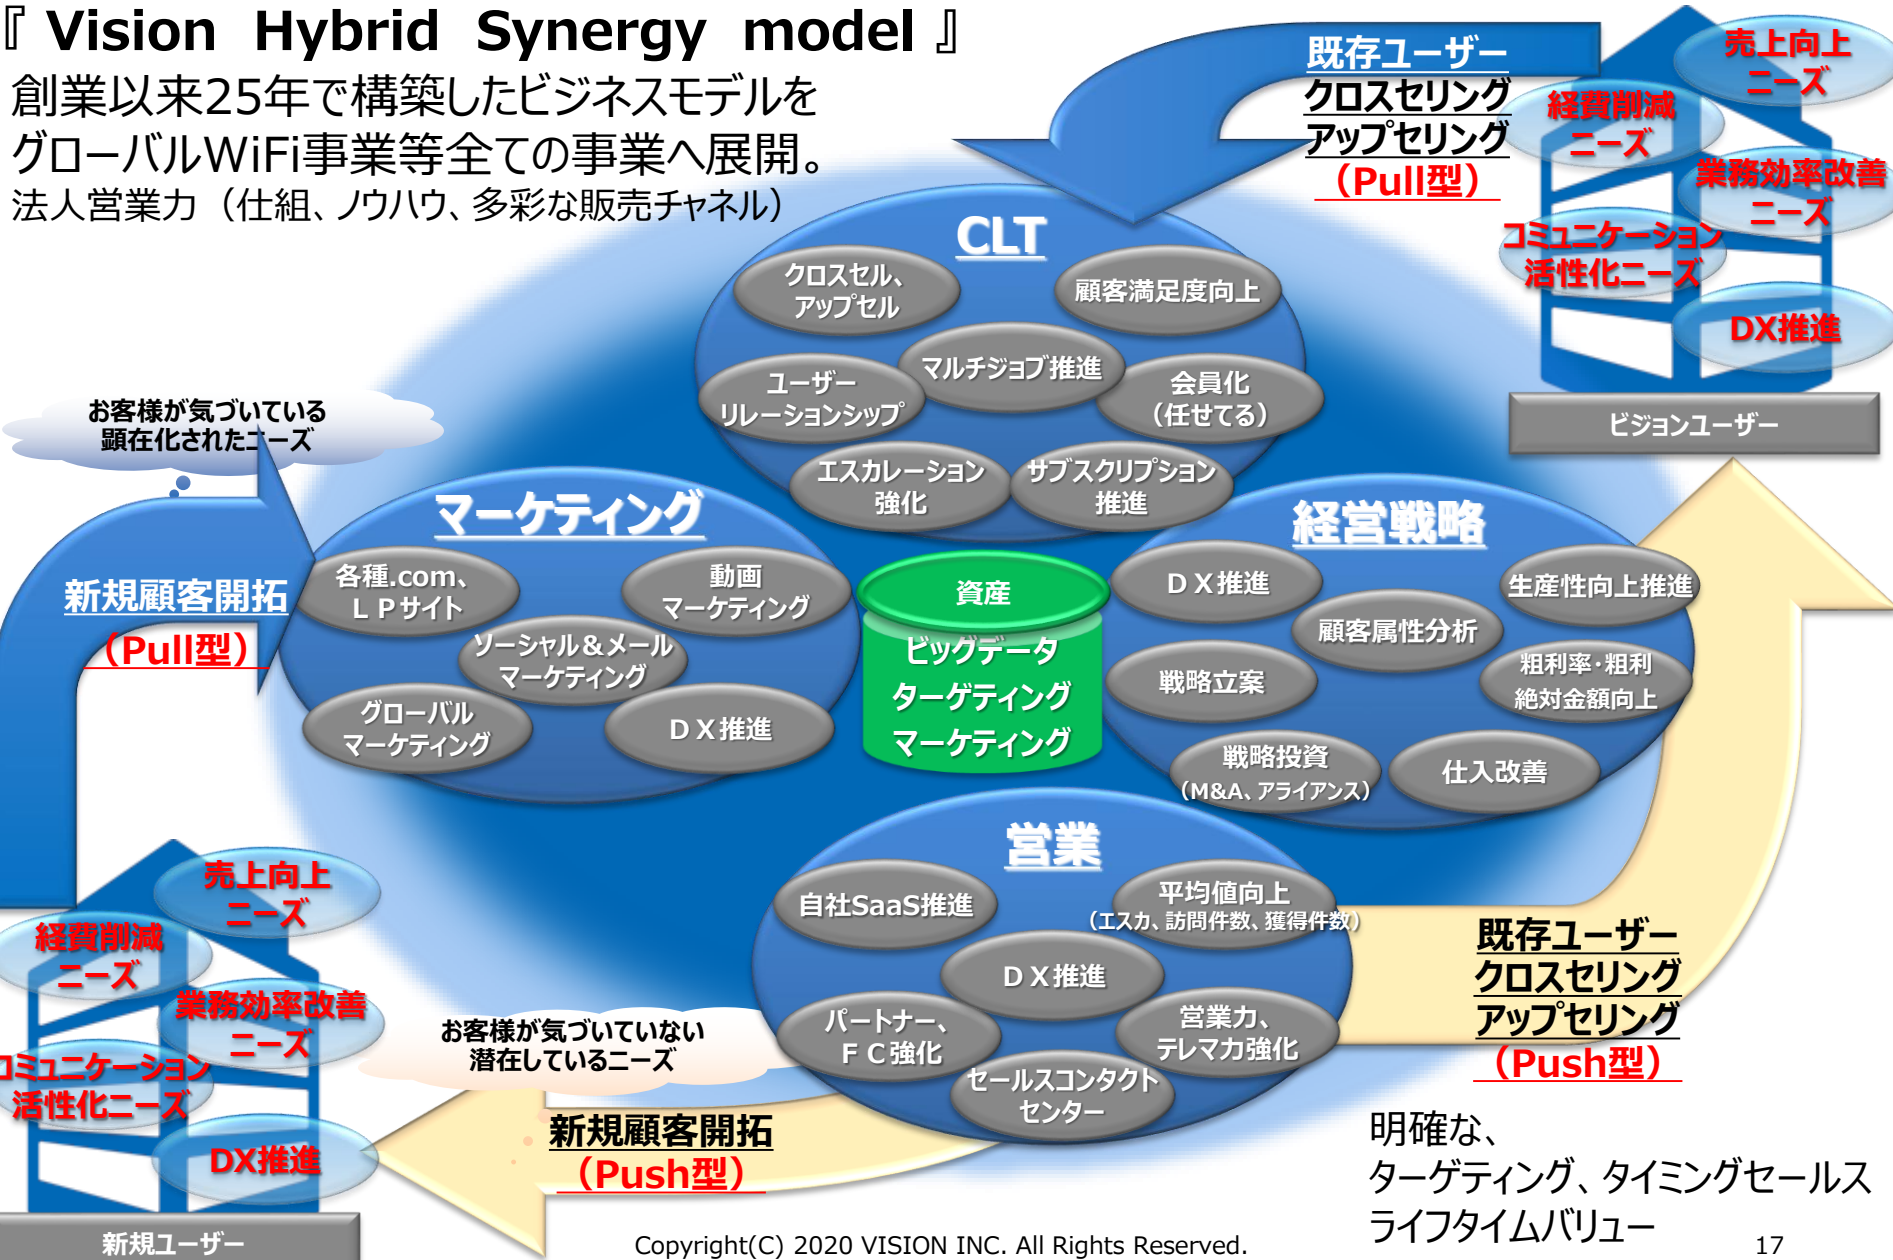 『 Vision Hybrid Synergy model 』
創業以来25年で構築したビジネスモデルを
グローバルWiFi事業等全ての事業へ展開。
法人営業力（仕組、ノウハウ、多彩な販売チャネル）
既存ユーザー
クロスセリング
アップセリング
（Pull型）
売上向上
ニーズ
経費削減
ニーズ
業務効率改善
ニーズ
コミュニケーション
活性化ニーズ
DX推進
ビジョンユーザー
CLT
クロスセル、
アップセル
顧客満足度向上
マルチジョブ推進
ユーザー
リレーションシップ
会員化
（任せてる）
エスカレーション
強化
サブスクリプション
推進
お客様が気づいている
顕在化されたニーズ
新規顧客開拓
（Pull型）
マーケティング
各種.com、
ＬＰサイト
動画
マーケティング
ソーシャル＆メール
マーケティング
グローバル
マーケティング
ＤＸ推進
資産
ビッグデータ
ターゲティング
マーケティング
経営戦略
ＤＸ推進
生産性向上推進
顧客属性分析
戦略立案
粗利率･粗利
絶対金額向上
戦略投資
（M&A、アライアンス）
仕入改善
営業
自社SaaS推進
平均値向上
（エスカ、訪問件数、獲得件数）
ＤＸ推進
パートナー、
ＦＣ強化
営業力、
テレマ力強化
セールスコンタクト
センター
既存ユーザー
クロスセリング
アップセリング
（Push型）
売上向上
ニーズ
経費削減
ニーズ
業務効率改善
ニーズ
コミュニケーション
活性化ニーズ
DX推進
新規ユーザー
お客様が気づいていない
潜在しているニーズ
新規顧客開拓
（Push型）
明確な、
ターゲティング、タイミングセールス
ライフタイムバリュー
Copyright(C) 2020 VISION INC. All Rights Reserved.
17